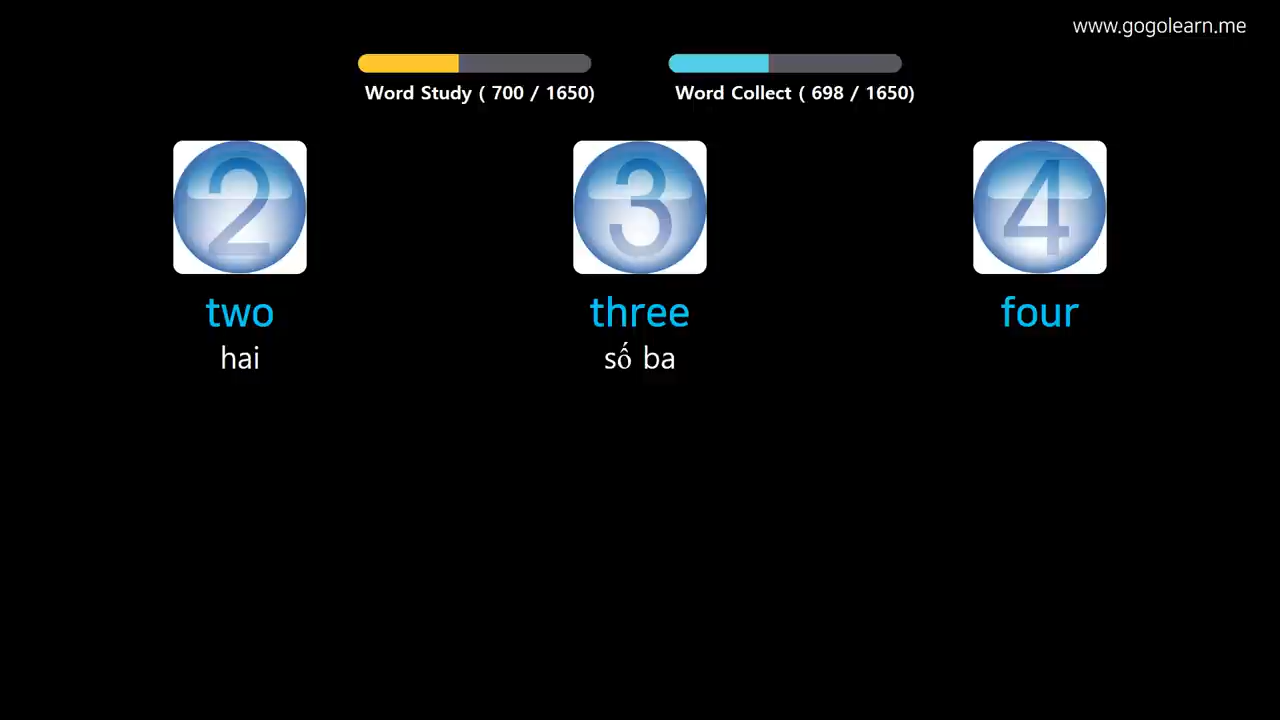 www.gogolearn.me
Word Study ( 700 / 1650)
Word Collect ( 698 / 1650)
2
3
4
two
three
four
hai
số ba